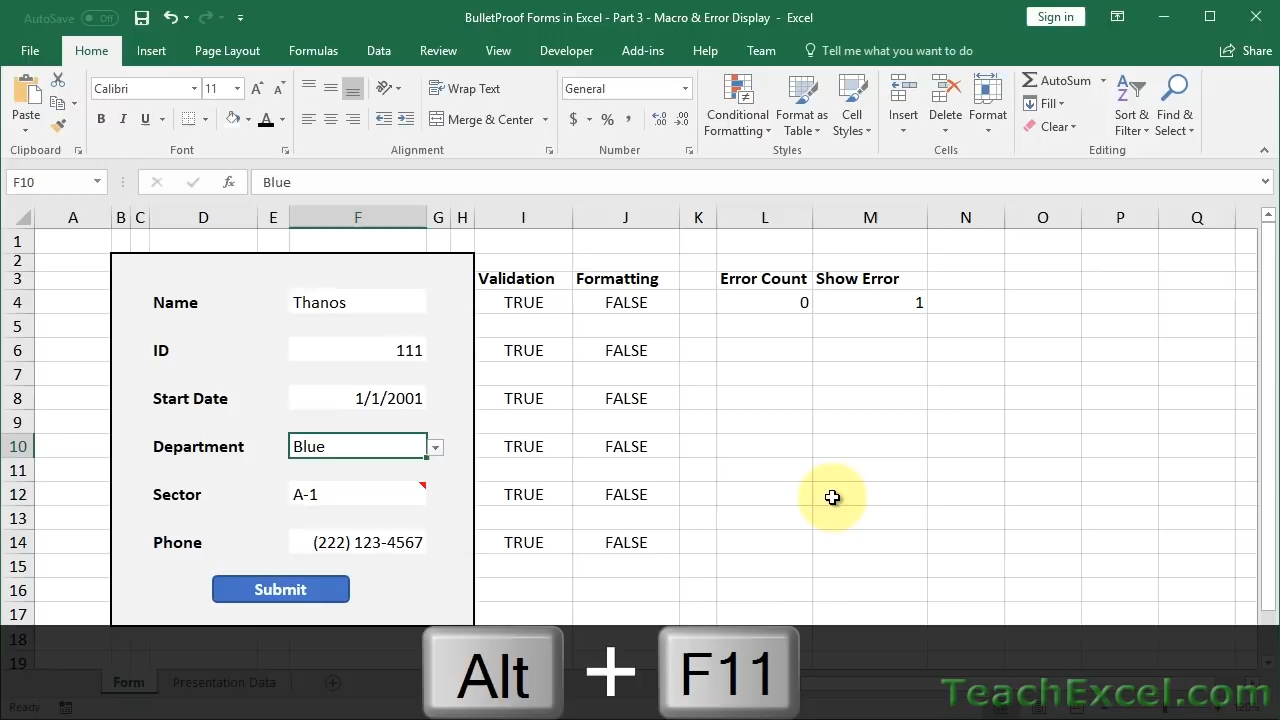 AutoSave Off
BulletProof Forms in Excel - Part 3 - Macro & Error Display - Excel
Sign in
File Home Insert Page Layout Formulas Data Review View Developer Add-ins Help Team Tell me what you want to do Share
Paste
Clipboard
Calibri 11
B I U
Font
Wrap Text
Merge & Center
Alignment
General
$ % ,
Number
Conditional Formatting
Format as Table
Cell Styles
Styles
Insert Delete Format
Cells
AutoSum
Fill
Clear
Sort & Filter
Find & Select
Editing
F10 fx Blue
A B C D E F G H I J K L M N O P Q
1
2
3 Validation Formatting Error Count Show Error
4 Name Thanos TRUE FALSE 0 1
5
6 ID 111 TRUE FALSE
7
8 Start Date 1/1/2001 TRUE FALSE
9
10 Department Blue TRUE FALSE
11
12 Sector A-1 TRUE FALSE
13
14 Phone (222) 123-4567 TRUE FALSE
15
16 Submit
17
18
19
Alt + F11
Form Presentation Data
Ready
TeachExcel.com